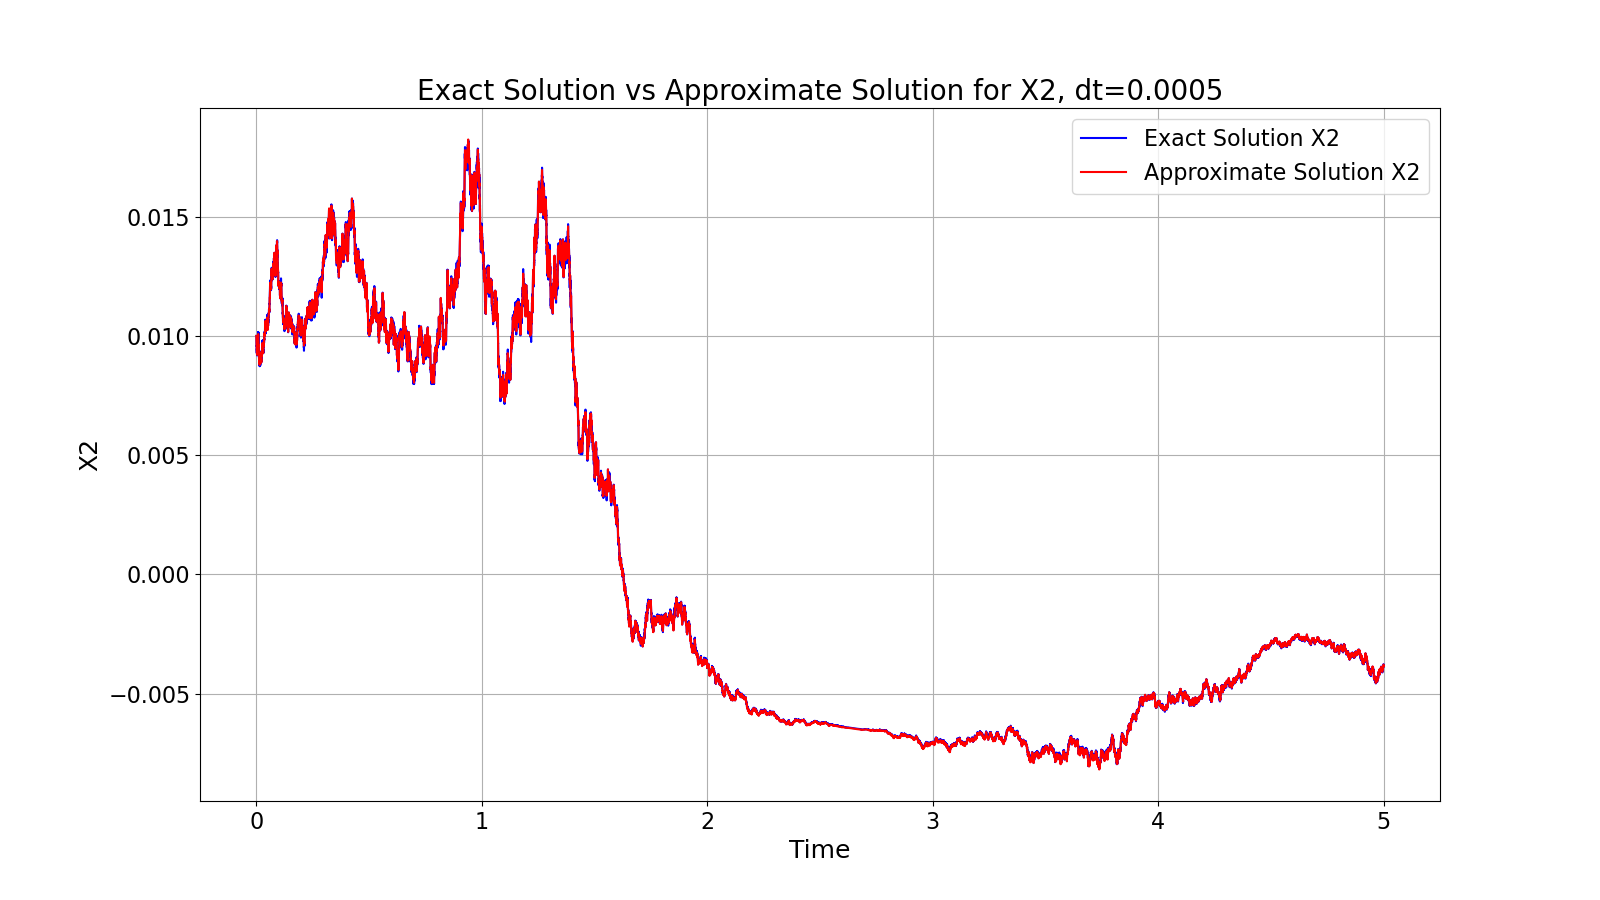 Exact Solution vs Approximate Solution for X2, dt=0.0005
Exact Solution X2
Approximate Solution X2
0.015
0.010
0.005
0.000
−0.005
X2
0 1 2 3 4 5
Time